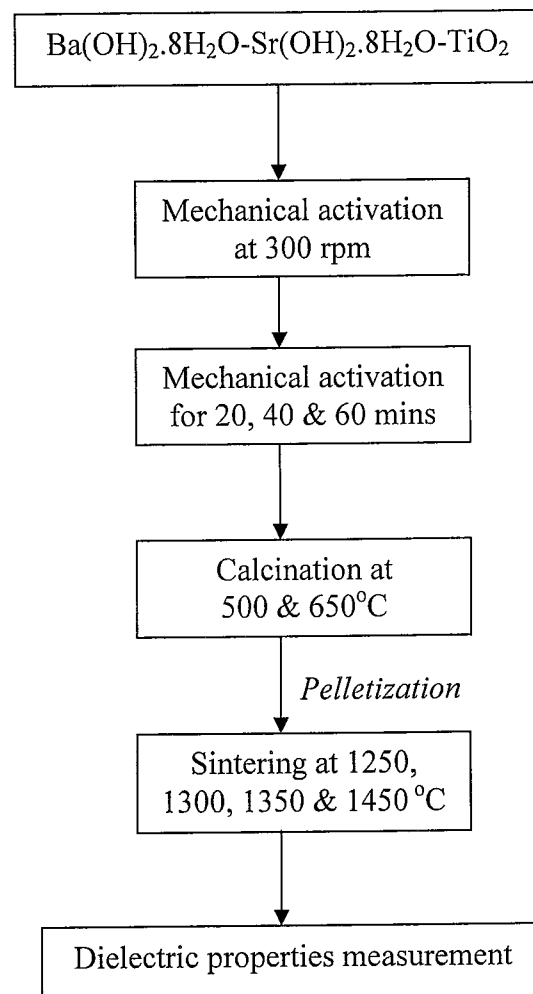 Ba(OH)₂.8H₂O-Sr(OH)₂.8H₂O-TiO₂
Mechanical activation
at 300 rpm
Mechanical activation
for 20, 40 & 60 mins
Calcination at
500 & 650°C
Pelletization
Sintering at 1250,
1300, 1350 & 1450 °C
Dielectric properties measurement